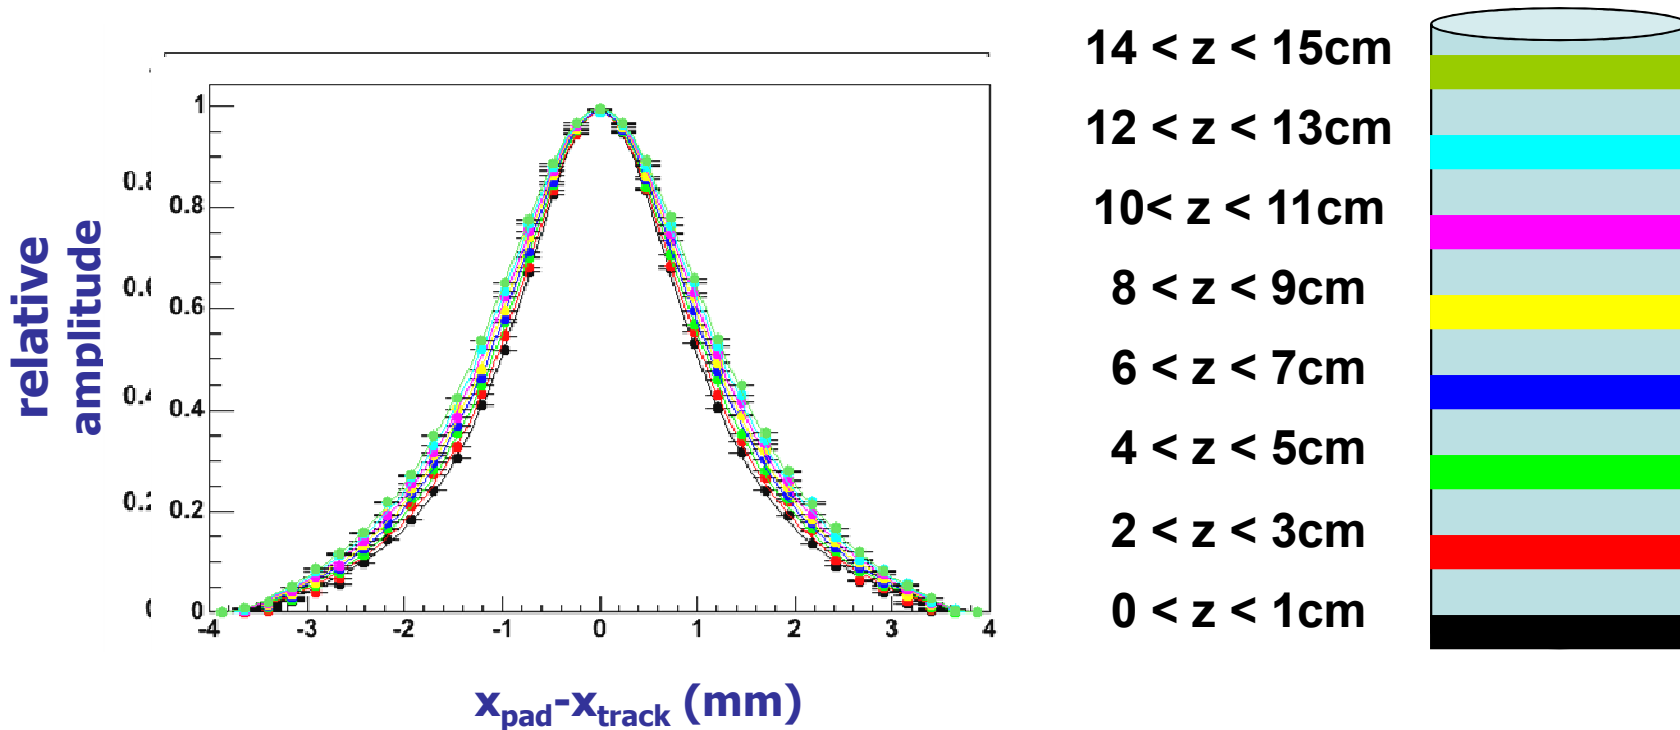 relative
amplitude
1
0.8
0.6
0.4
0.2
0
-4 -3 -2 -1 0 1 2 3 4
x_pad-x_track (mm)
14 < z < 15cm
12 < z < 13cm
10< z < 11cm
8 < z < 9cm
6 < z < 7cm
4 < z < 5cm
2 < z < 3cm
0 < z < 1cm